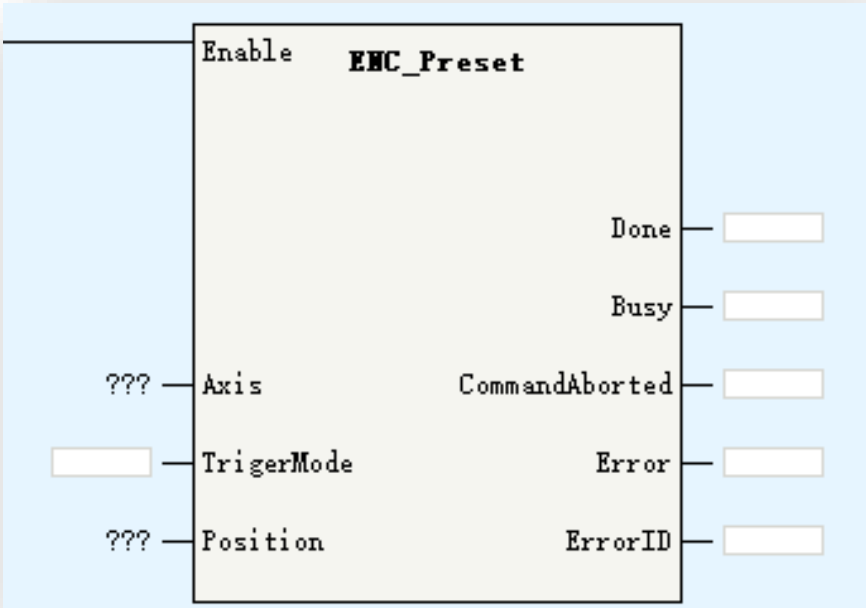 Enable
ENC_Preset
Done
Busy
??? Axis CommandAborted
TrigerMode Error
??? Position ErrorID